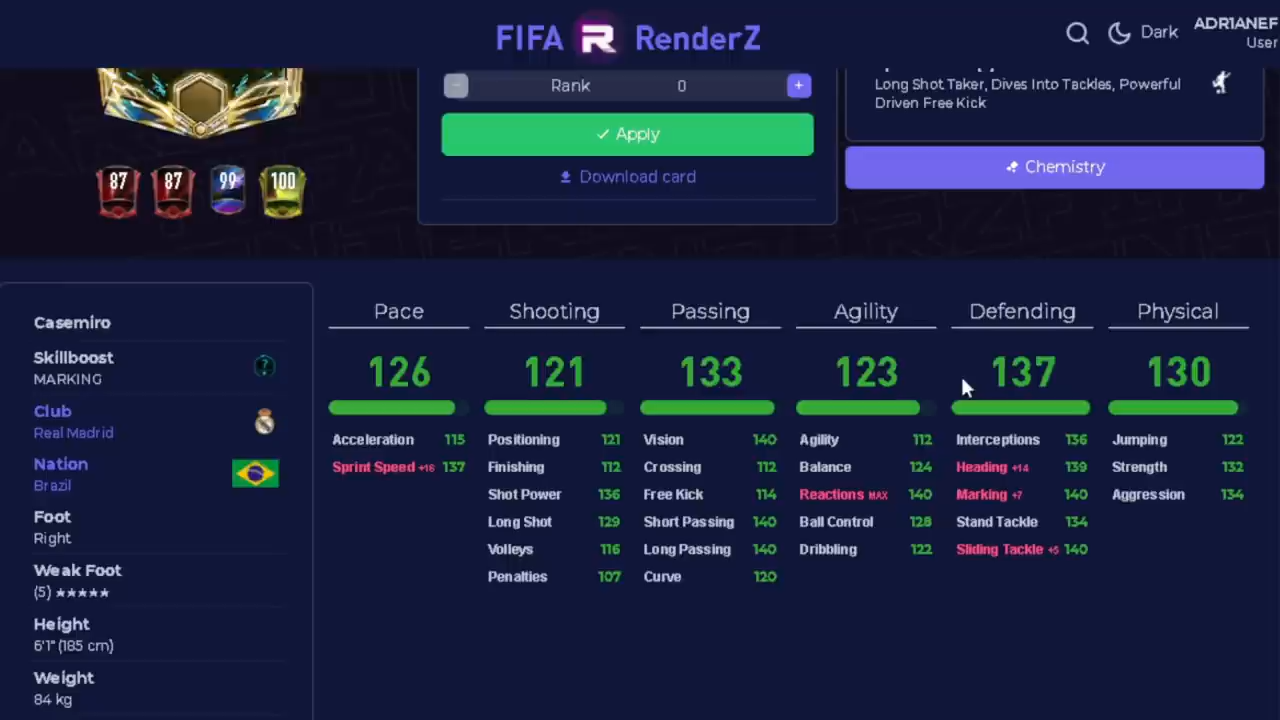 FIFA R RenderZ
Dark
ADR1ANEF
User
Rank 0
Apply
Download card
Long Shot Taker, Dives Into Tackles, Powerful
Driven Free Kick
Chemistry
87 87 99 100
Casemiro
Skillboost
MARKING
Club
Real Madrid
Nation
Brazil
Foot
Right
Weak Foot
(5) ★★★★★
Height
6'1" (185 cm)
Weight
84 kg
Pace
126
Acceleration 115
Sprint Speed +16 137
Shooting
121
Positioning 121
Finishing 112
Shot Power 136
Long Shot 129
Volleys 116
Penalties 107
Passing
133
Vision 140
Crossing 112
Free Kick 114
Short Passing 140
Long Passing 140
Curve 120
Agility
123
Agility 112
Balance 124
Reactions MAX 140
Ball Control 128
Dribbling 122
Defending
137
Interceptions 136
Heading +14 139
Marking +7 140
Stand Tackle 134
Sliding Tackle +5 140
Physical
130
Jumping 122
Strength 132
Aggression 134